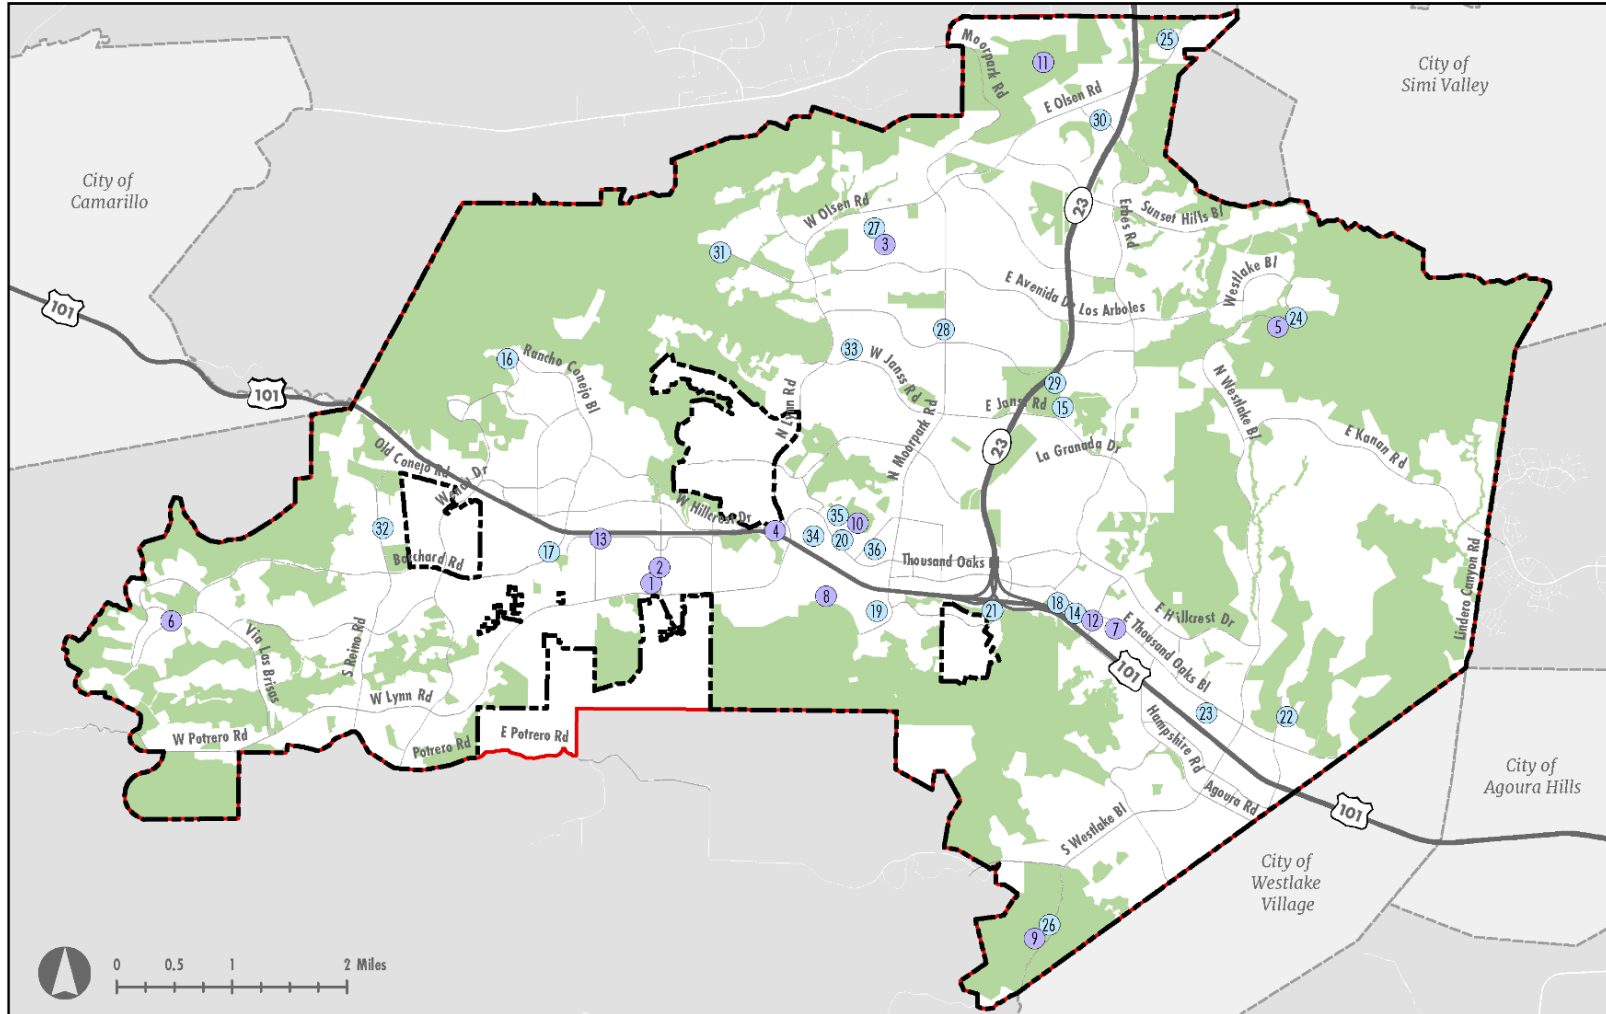 25
City of
Simi Valley
Moorpark Rd
11
E Olsen Rd
30
City of
Camarillo
23
Sunset Hills Bl
Erbes Rd
W Olsen Rd
27
3
31
Westlake Bl
E Avenida De Los Arboles
101
24
5
28
33
16
Rancho Conejo Bl
W Janss Rd
29
N Westlake Bl
101
N Lynn Rd
E Janss Rd
15
N Moorpark Rd
23
La Granada Dr
E Kanan Rd
Old Conejo Rd
Wendy Dr
W Hillcrest Dr
35
10
32
4
34
20
36
13
17
Borchard Rd
Thousand Oaks Bl
Lindero Canyon Rd
2
1
8
19
21
18
14
12
7
E Hillcrest Dr
6
Via Las Brisas
S Reino Rd
E Thousand Oaks Bl
101
W Lynn Rd
23
22
Hampshire Rd
W Potrero Rd
Potrero Rd
E Potrero Rd
City of
Agoura Hills
Agoura Rd
101
S Westlake Bl
City of
Westlake
Village
26
9
0 0.5 1 2 Miles